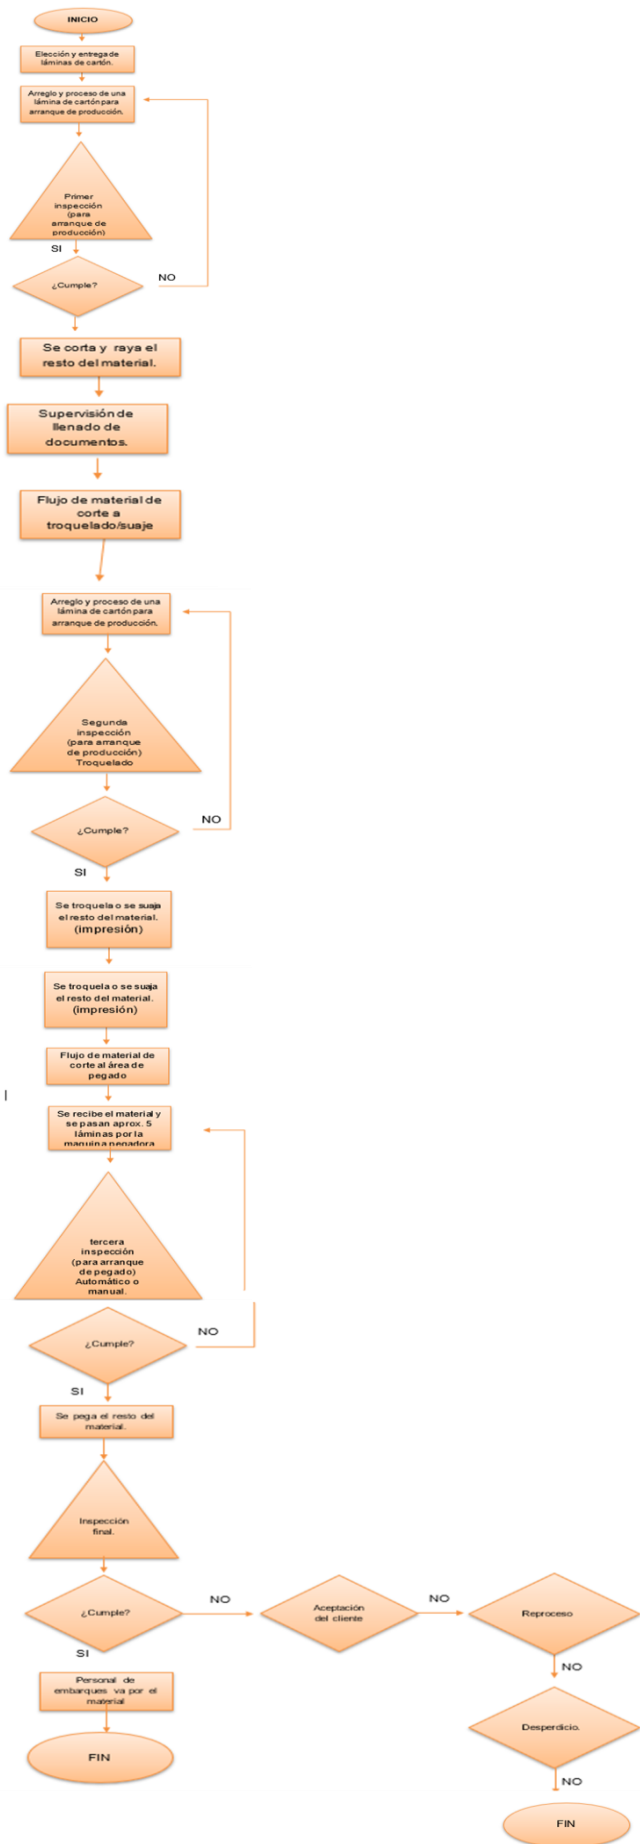 INICIO
Elección y entrega de
láminas de cartón.
Arreglo y proceso de una
lámina de cartón para
arranque de producción.
Primer
inspección
(para
arranque de
producción)
SI
¿Cumple?
NO
Se corta y raya el
resto del material.
Supervisión de
llenado de
documentos.
Flujo de material de
corte a
troquelado/suaje
Arreglo y proceso de una
lámina de cartón para
arranque de producción.
Segunda
inspección
(para arranque
de producción)
Troquelado
¿Cumple?
NO
SI
Se troquela o se suaja
el resto del material.
(impresión)
Se troquela o se suaja
el resto del material.
(impresión)
Flujo de material de
corte al área de
pegado
Se recibe el material y
se pasan aprox. 5
láminas por la
maquina pegadora
tercera
inspección
(para arranque
de pegado)
Automático o
manual.
¿Cumple?
NO
SI
Se pega el resto del
material.
Inspección
final.
¿Cumple?
NO
Aceptación
del cliente
NO
Reproceso
SI
NO
Personal de
embarques va por el
material
Desperdicio.
FIN
NO
FIN